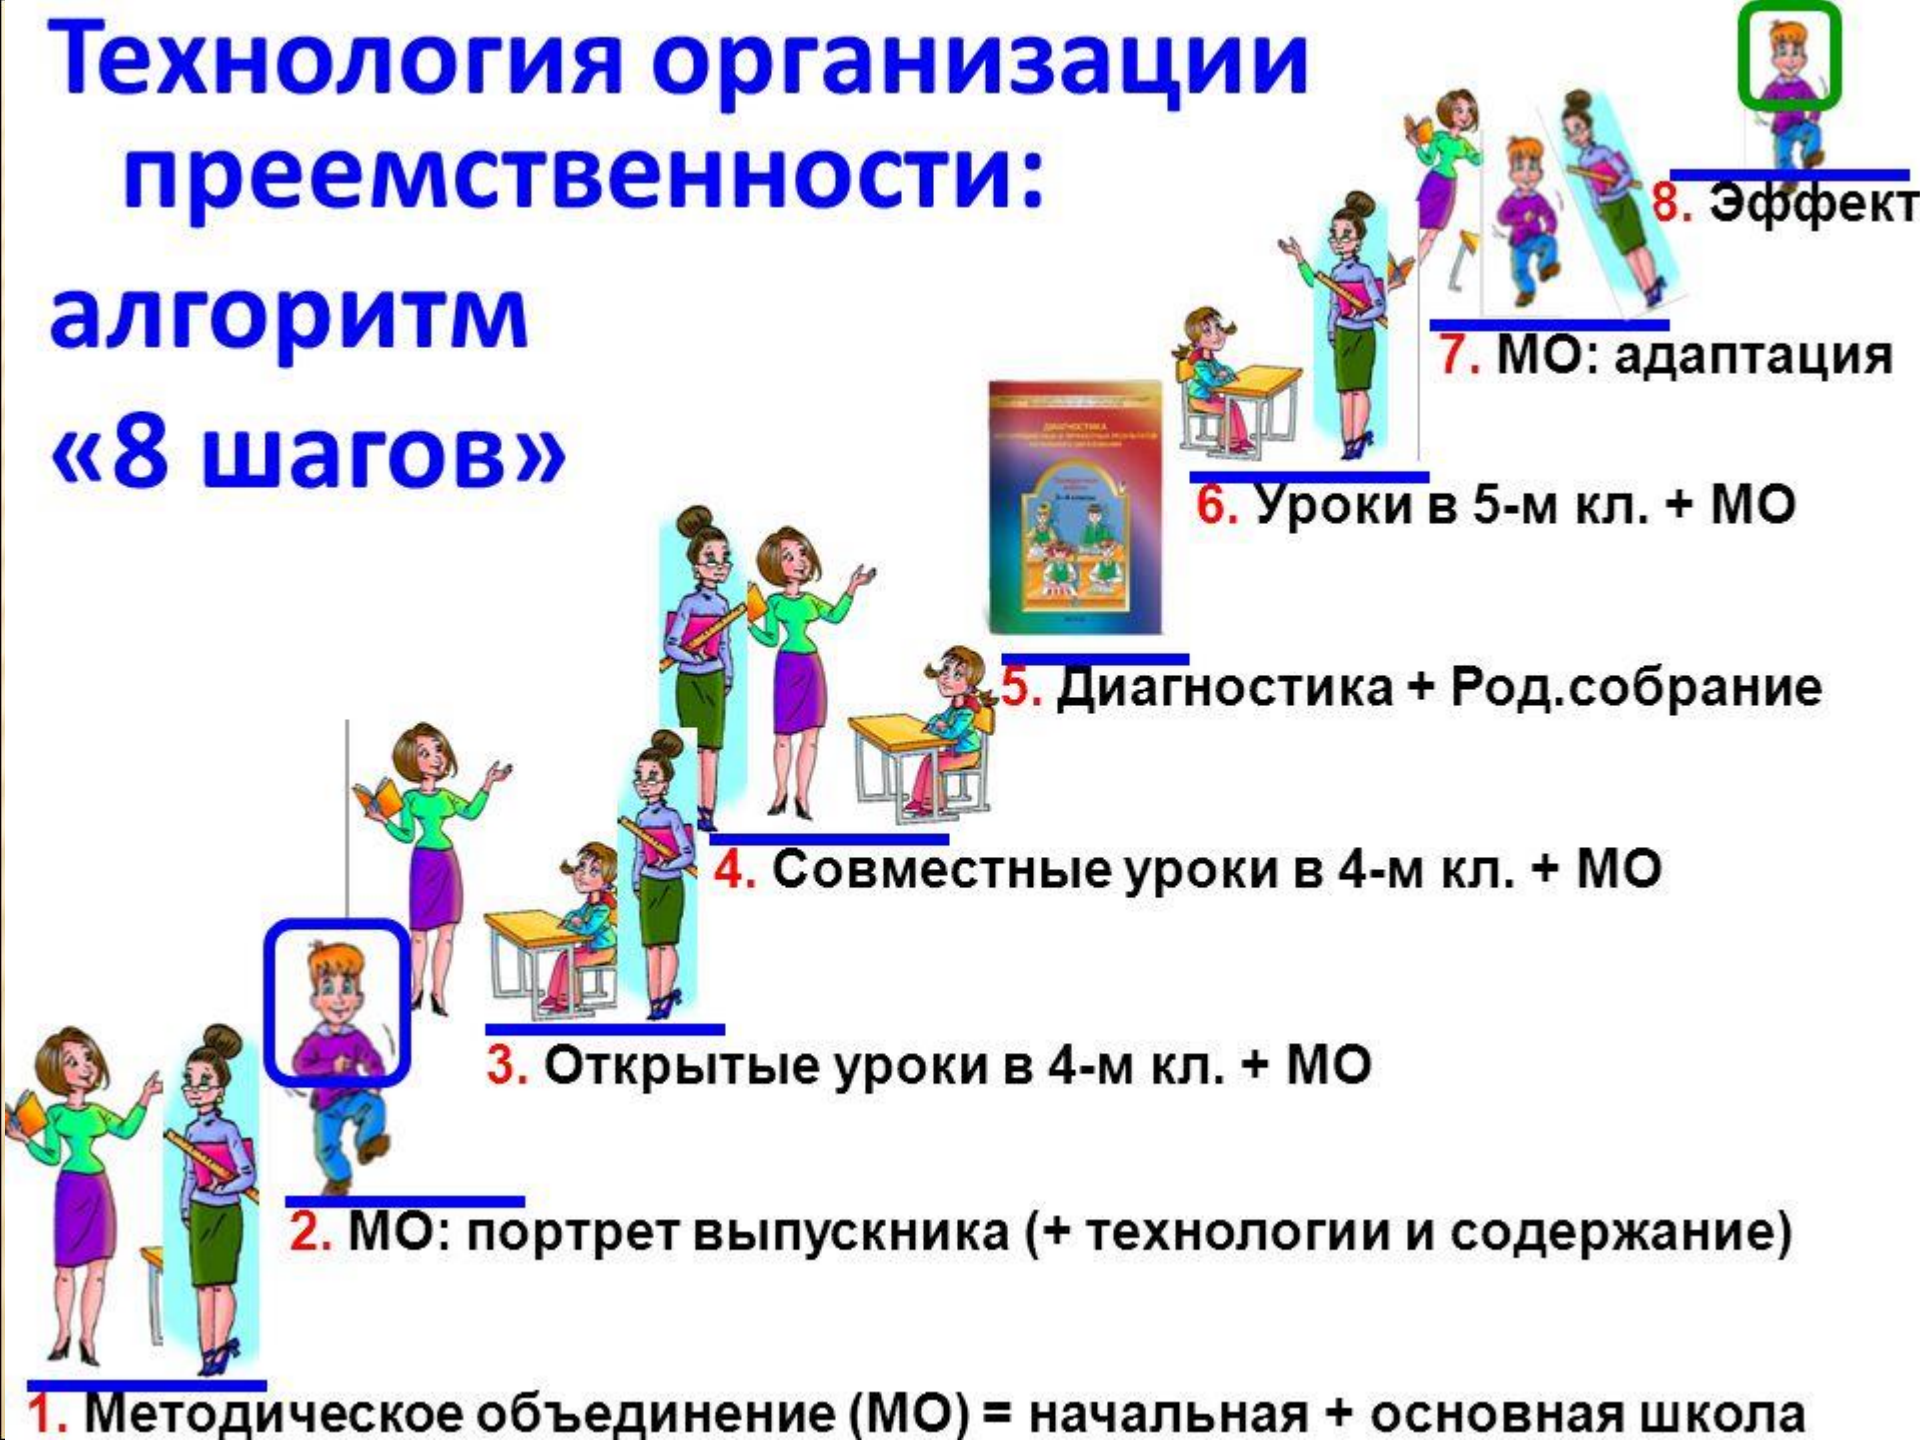 Технология организации
преемственности:
алгоритм
«8 шагов»
8. Эффект
7. МО: адаптация
6. Уроки в 5-м кл. + МО
ДИАГНОСТИКА
5. Диагностика + Род.собрание
4. Совместные уроки в 4-м кл. + МО
3. Открытые уроки в 4-м кл. + МО
2. МО: портрет выпускника (+ технологии и содержание)
1. Методическое объединение (МО) = начальная + основная школа